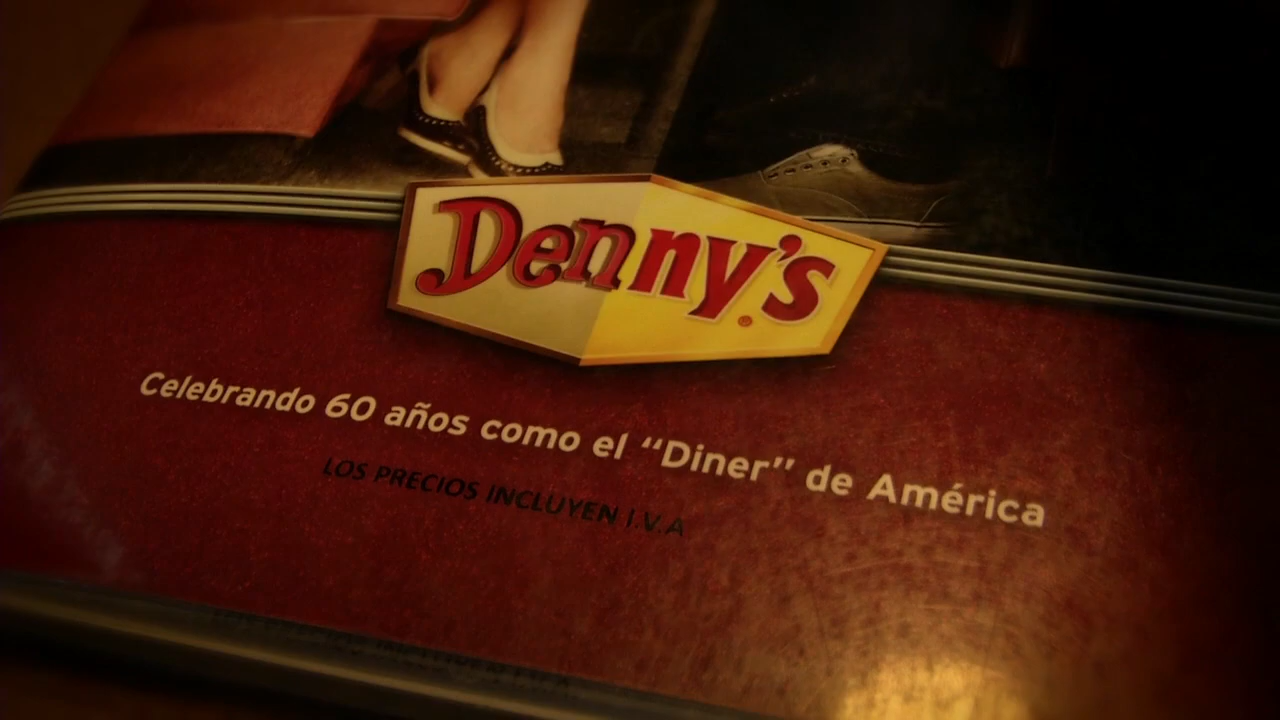 Denny's
Celebrando 60 años como el “Diner” de América
LOS PRECIOS INCLUYEN I.V.A